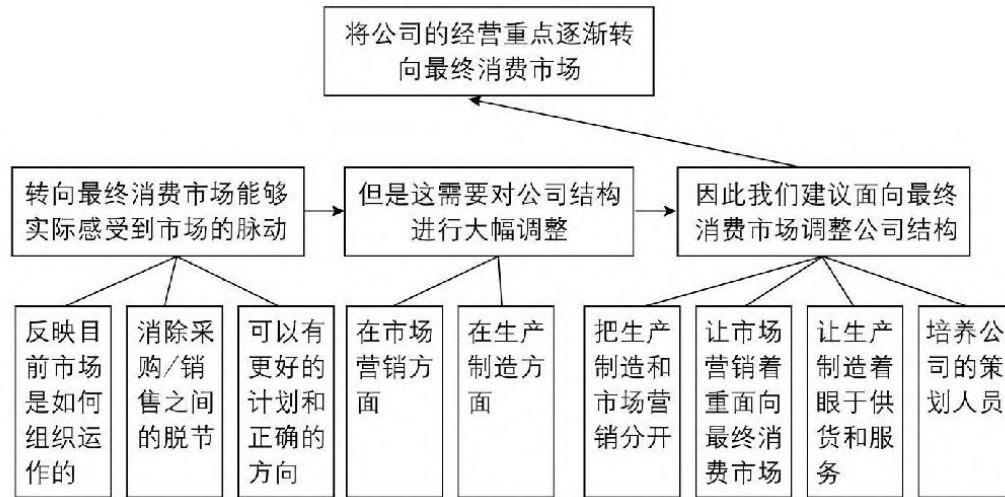 将公司的经营重点逐渐转
向最终消费市场
转向最终消费市场能够
实际感受到市场的脉动
但是这需要对公司结构
进行大幅调整
因此我们建议面向最终
消费市场调整公司结构
反映目
前市场
是如何
组织运
作的
消除采
购/销
售之间
的脱节
可以有
更好的
计划和
正确的
方向
在市场
营销方
面
在生产
制造方
面
把生产
制造和
市场营
销分开
让市场
营销着
重面向
最终消
费市场
让生产
制造着
眼于供
货和服
务
培养公
司的策
划人员